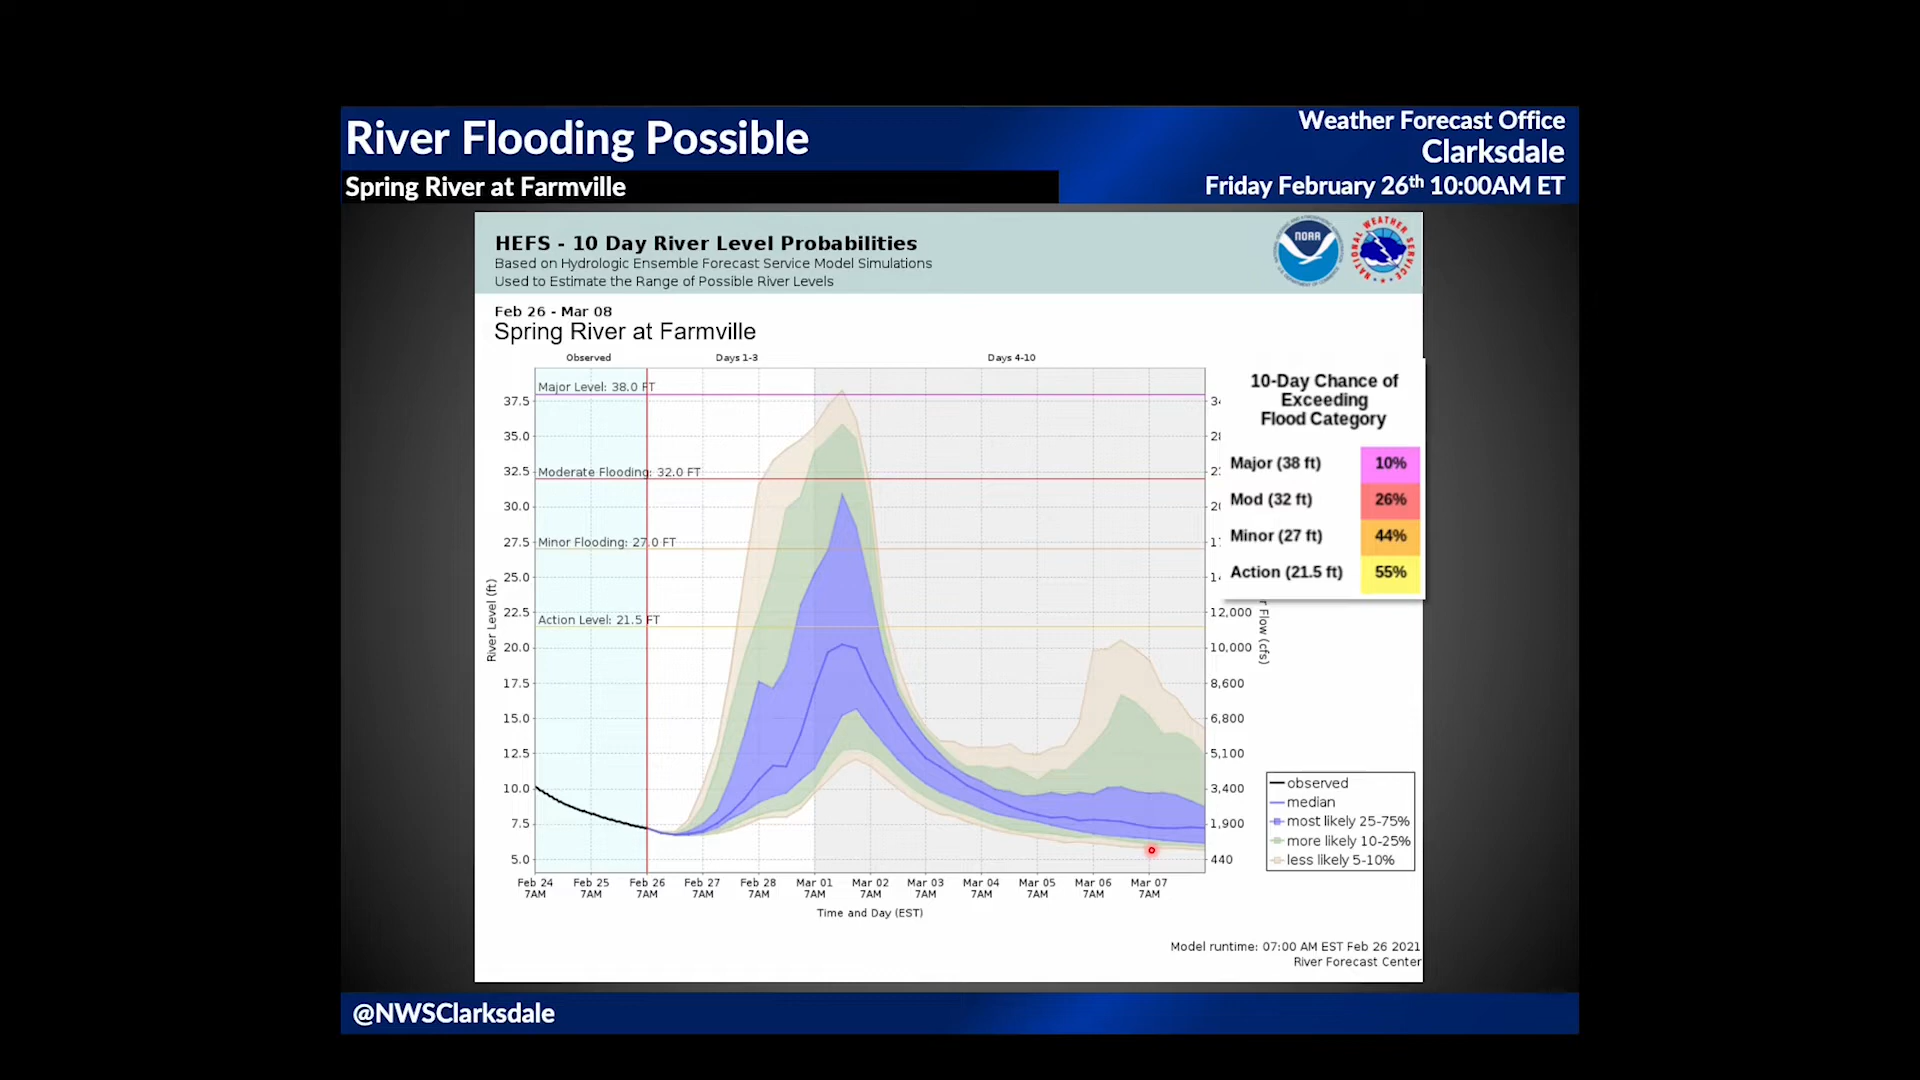 River Flooding Possible
Weather Forecast Office
Clarksdale
Spring River at Farmville
Friday February 26th 10:00AM ET
HEFS - 10 Day River Level Probabilities
Based on Hydrologic Ensemble Forecast Service Model Simulations
Used to Estimate the Range of Possible River Levels
NOAA
NATIONAL WEATHER SERVICE
Feb 26 - Mar 08
Spring River at Farmville
Observed
Days 1-3
Days 4-10
Major Level: 38.0 FT
Moderate Flooding: 32.0 FT
Minor Flooding: 27.0 FT
Action Level: 21.5 FT
River Level (ft)
37.5
35.0
32.5
30.0
27.5
25.0
22.5
20.0
17.5
15.0
12.5
10.0
7.5
5.0
12,000
10,000
8,600
6,800
5,100
3,400
1,900
440
Flow (cfs)
Feb 24 7AM
Feb 25 7AM
Feb 26 7AM
Feb 27 7AM
Feb 28 7AM
Mar 01 7AM
Mar 02 7AM
Mar 03 7AM
Mar 04 7AM
Mar 05 7AM
Mar 06 7AM
Mar 07 7AM
Time and Day (EST)
10-Day Chance of
Exceeding
Flood Category
Major (38 ft) 10%
Mod (32 ft) 26%
Minor (27 ft) 44%
Action (21.5 ft) 55%
observed
median
most likely 25-75%
more likely 10-25%
less likely 5-10%
Model runtime: 07:00 AM EST Feb 26 2021
River Forecast Center
@NWSClarksdale